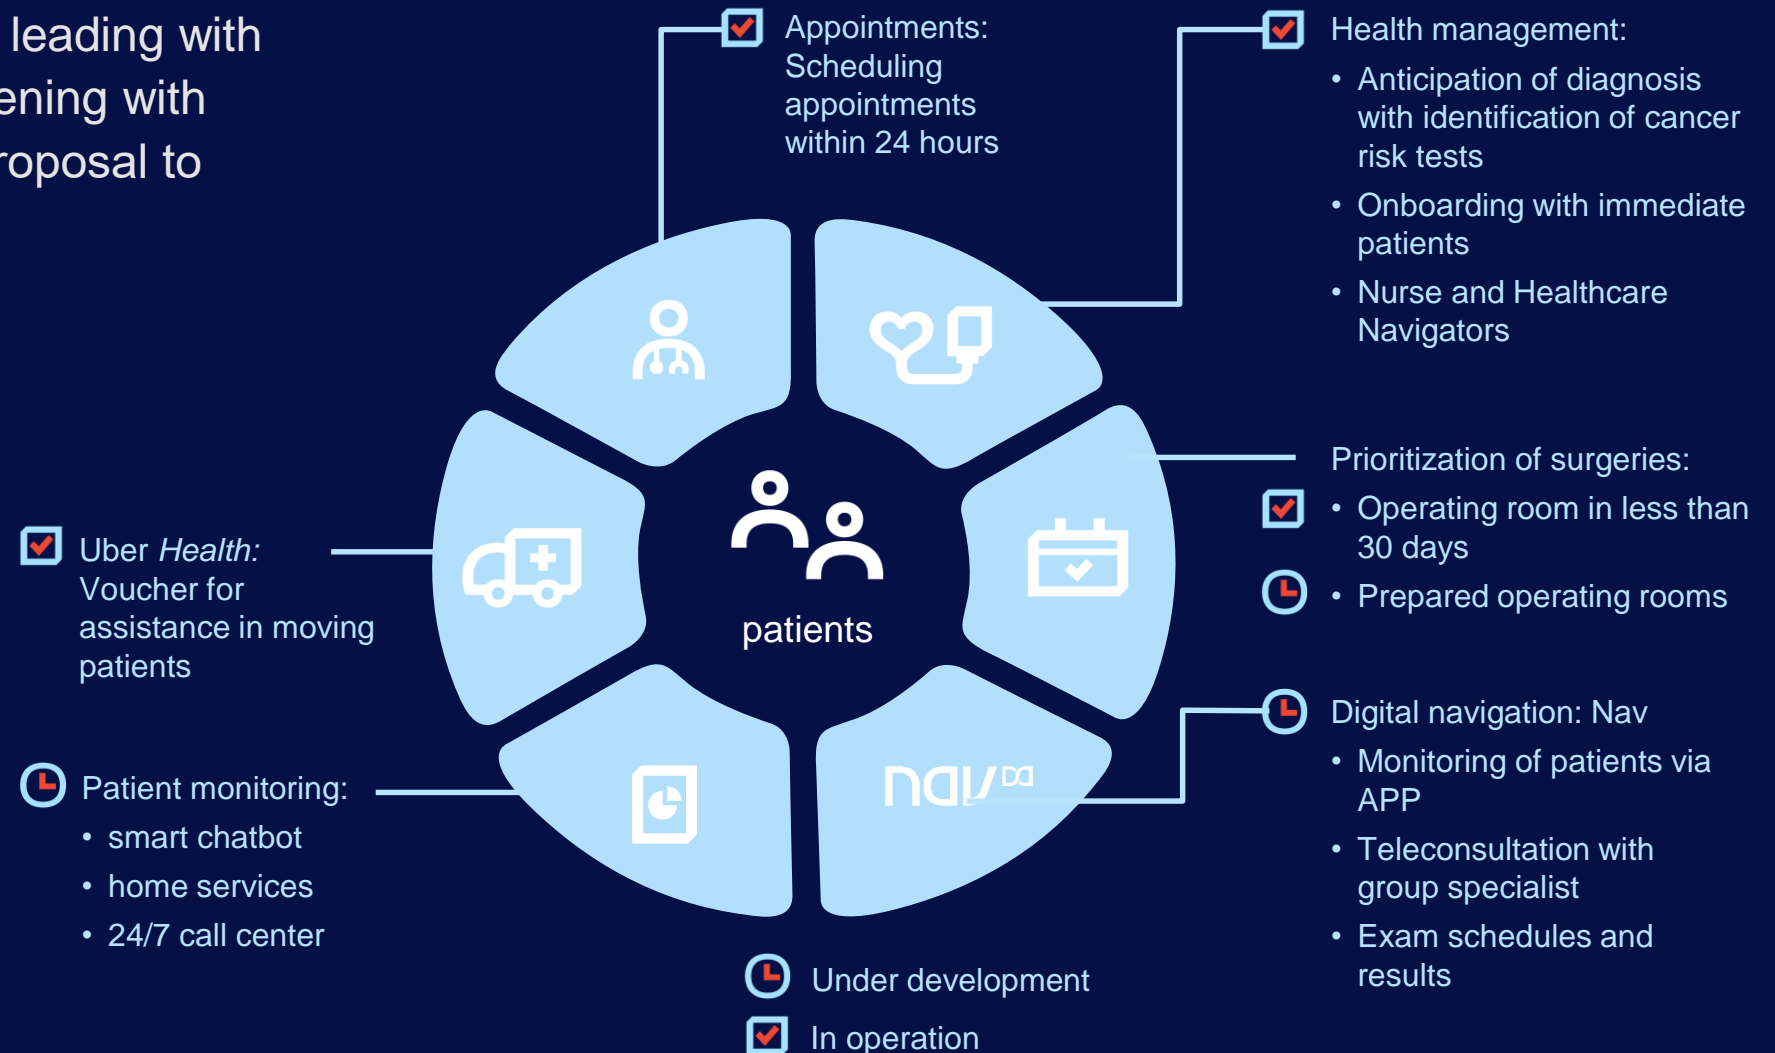 leading with
ening with
roposal to
Appointments:
Scheduling
appointments
within 24 hours
Health management:
• Anticipation of diagnosis
with identification of cancer
risk tests
• Onboarding with immediate
patients
• Nurse and Healthcare
Navigators
Prioritization of surgeries:
• Operating room in less than
30 days
• Prepared operating rooms
Uber Health:
Voucher for
assistance in moving
patients
patients
Digital navigation: Nav
• Monitoring of patients via
APP
• Teleconsultation with
group specialist
• Exam schedules and
results
Patient monitoring:
• smart chatbot
• home services
• 24/7 call center
nav
Under development
In operation